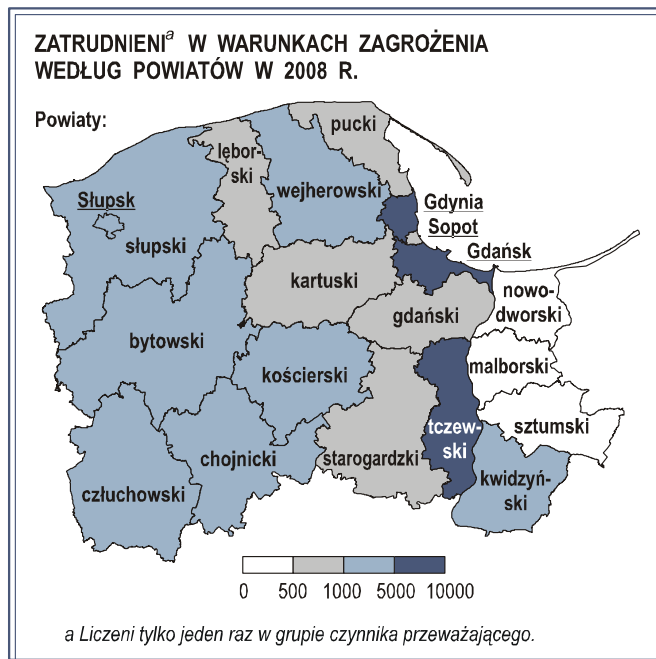 ZATRUDNIENIa W WARUNKACH ZAGROŻENIA
WEDŁUG POWIATÓW W 2008 R.
Powiaty:
pucki
lębor-
ski
wejherowski
Słupsk
Gdynia
Sopot
słupski
Gdańsk
kartuski
nowo-
dworski
gdański
bytowski
malborski
kościerski
sztumski
tczew-
ski
chojnicki
starogardzki
człuchowski
kwidzyń-
ski
0 500 1000 5000 10000
a Liczeni tylko jeden raz w grupie czynnika przeważającego.